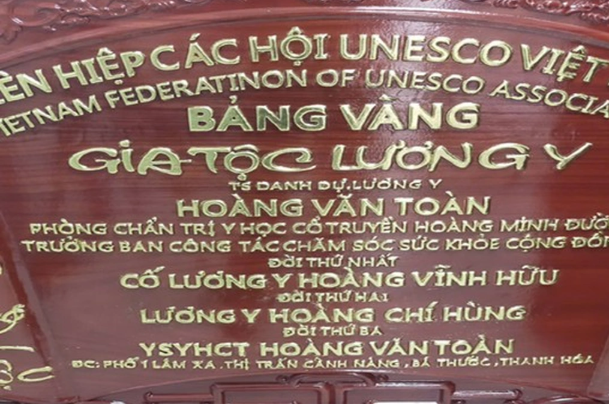 ÊN HIỆP CÁC HỘI UNESCO VIỆT
ETNAM FEDERATINON OF UNESCO ASSOCIA
BẢNG VÀNG
GIA TỘC LƯƠNG Y
TS DANH DỰ.LƯƠNG Y
HOÀNG VĂN TOÀN
PHÒNG CHẨN TRỊ Y HỌC CỔ TRUYỀN HOÀNG MINH ĐƯỜ
TRƯỞNG BAN CÔNG TÁC CHĂM SÓC SỨC KHỎE CỘNG ĐỒ
ĐỜI THỨ NHẤT
CỐ LƯƠNG Y HOÀNG VĨNH HỮU
ĐỜI THỨ HAI
LƯƠNG Y HOÀNG CHÍ HÙNG
ĐỜI THỨ BA
YSYHCT HOÀNG VĂN TOÀN
ĐC: PHỐ 1 LÂM XA .THỊ TRẤN CÀNH NÀNG, BÁ THƯỚC, THANH HÓA